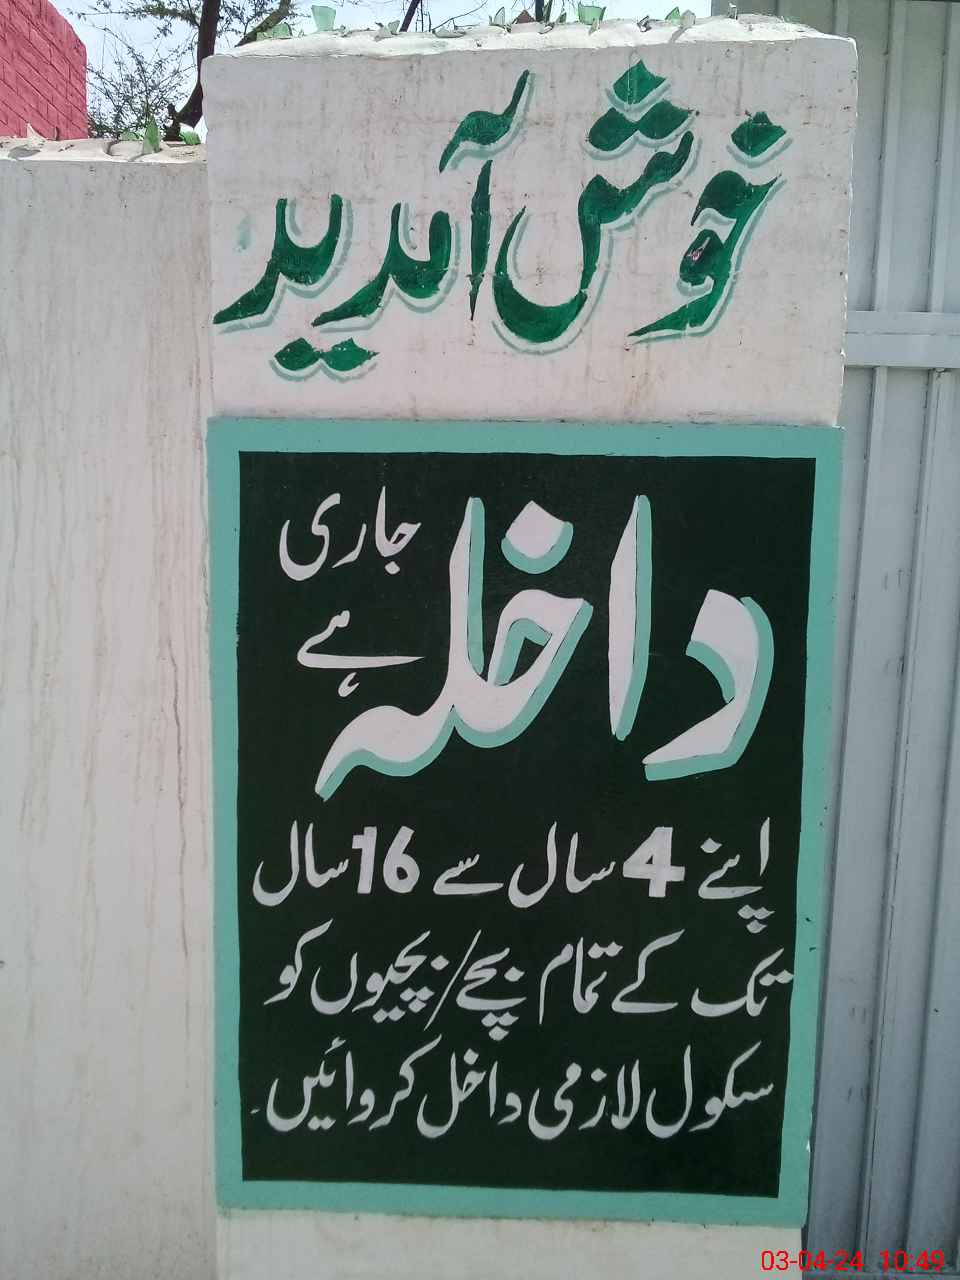 خوش آمدید
داخلہ جاری ہے
اپنے 4 سال سے 16 سال
تک کے تمام بچے/بچیوں کو
سکول لازمی داخل کروائیں۔
03-04-24 10:49